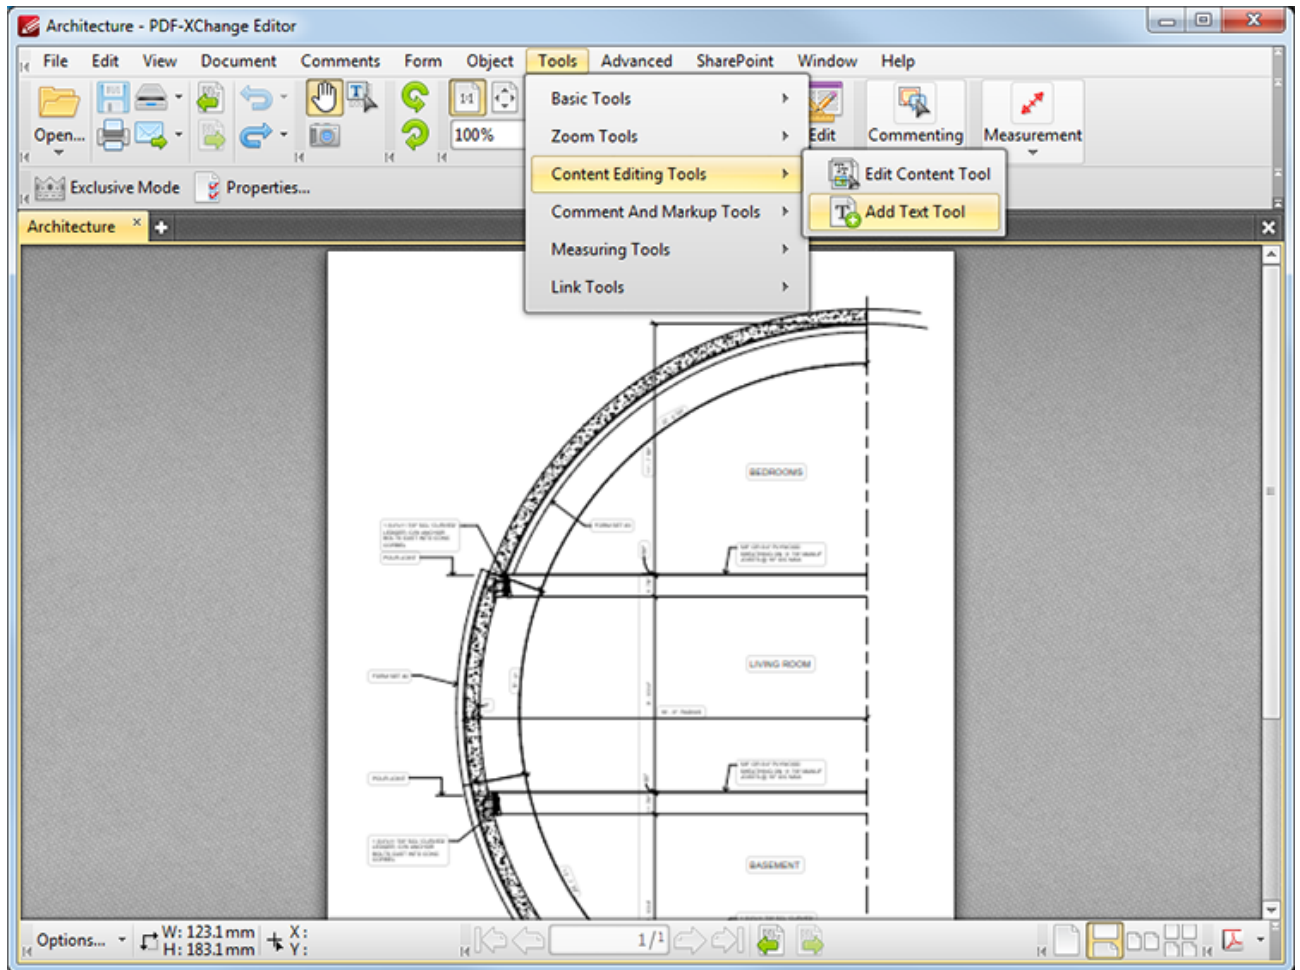 Architecture - PDF-XChange Editor
File Edit View Document Comments Form Object Tools Advanced SharePoint Window Help
Open... 100% Edit Commenting Measurement
Basic Tools
Zoom Tools
Content Editing Tools
Comment And Markup Tools
Measuring Tools
Link Tools
Edit Content Tool
Add Text Tool
Exclusive Mode Properties...
Architecture
BEDROOMS
LIVING ROOM
BASEMENT
Options... W: 123.1 mm X:
H: 183.1 mm Y:
1/1